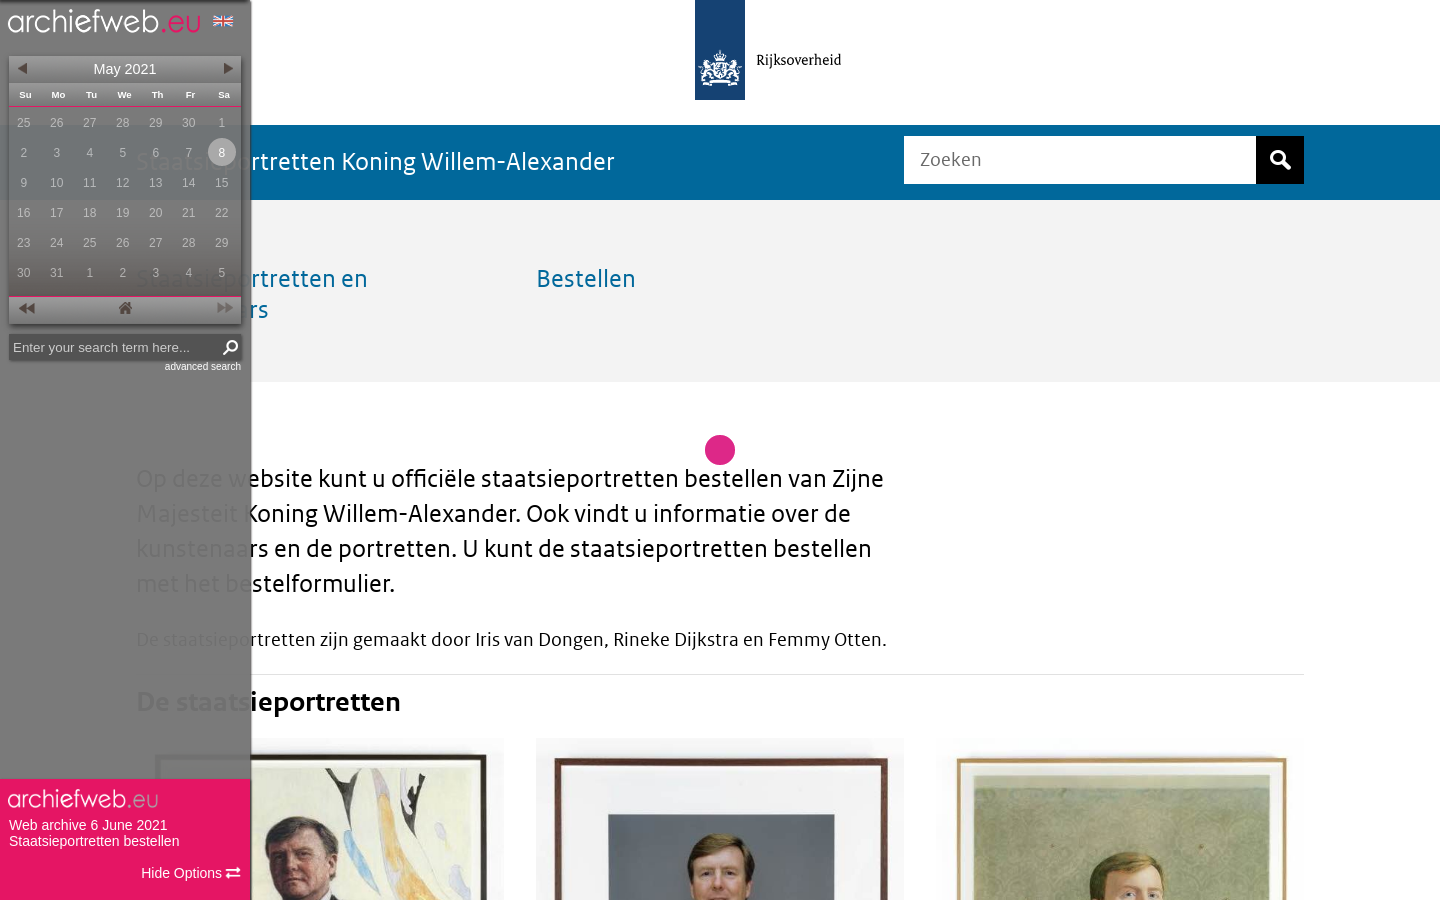 archiefweb.eu
May 2021
Su Mo Tu We Th Fr Sa
25 26 27 28 29 30 1
2 3 4 5 6 7 8
9 10 11 12 13 14 15
16 17 18 19 20 21 22
23 24 25 26 27 28 29
30 31 1 2 3 4 5
Enter your search term here...
advanced search
Rijksoverheid
Staatsieportretten Koning Willem-Alexander
Zoeken
Staatsieportretten en
rs
Bestellen
Op deze website kunt u officiële staatsieportretten bestellen van Zijne
Majesteit Koning Willem-Alexander. Ook vindt u informatie over de
kunstenaars en de portretten. U kunt de staatsieportretten bestellen
met het bestelformulier.
De staatsieportretten zijn gemaakt door Iris van Dongen, Rineke Dijkstra en Femmy Otten.
De staatsieportretten
archiefweb.eu
Web archive 6 June 2021
Staatsieportretten bestellen
Hide Options